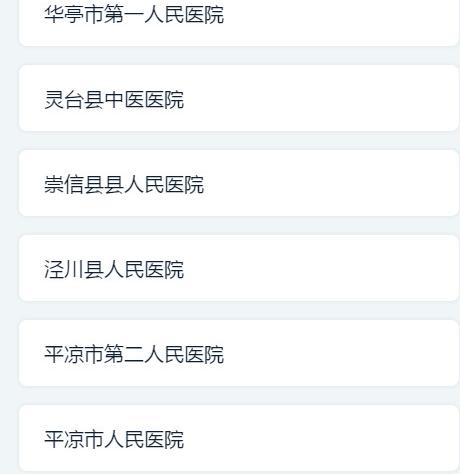 华亭市第一人民医院
灵台县中医医院
崇信县县人民医院
泾川县人民医院
平凉市第二人民医院
平凉市人民医院